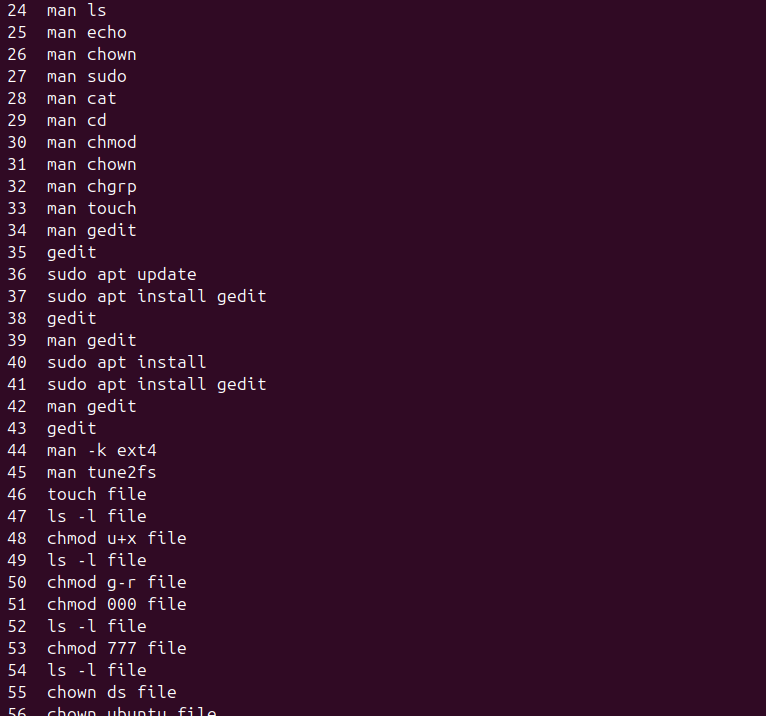 24 man ls
25 man echo
26 man chown
27 man sudo
28 man cat
29 man cd
30 man chmod
31 man chown
32 man chgrp
33 man touch
34 man gedit
35 gedit
36 sudo apt update
37 sudo apt install gedit
38 gedit
39 man gedit
40 sudo apt install
41 sudo apt install gedit
42 man gedit
43 gedit
44 man -k ext4
45 man tune2fs
46 touch file
47 ls -l file
48 chmod u+x file
49 ls -l file
50 chmod g-r file
51 chmod 000 file
52 ls -l file
53 chmod 777 file
54 ls -l file
55 chown ds file
56 chown ubuntu file